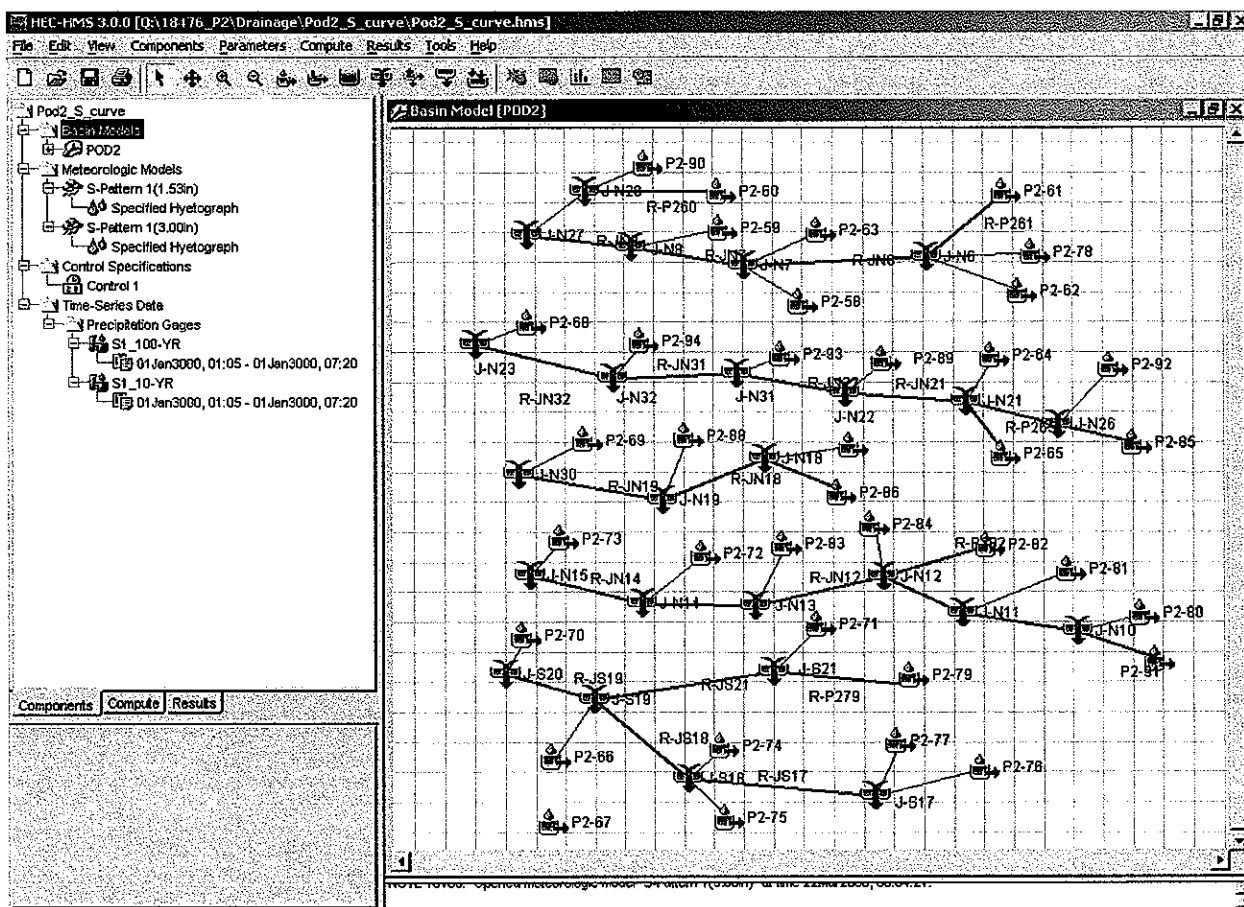 HEC-HMS 3.0.0 [Q:\18476_P2\Drainage\Pod2_S_curve\Pod2_S_curve.hms]
File Edit View Components Parameters Compute Results Tools Help
Pod2_S_curve
Basin Models
POD2
Meteorologic Models
S-Pattern 1(1.53in)
Specified Hyetograph
S-Pattern 1(3.00in)
Specified Hyetograph
Control Specifications
Control 1
Time-Series Data
Precipitation Gages
S1_100-YR
01Jan3000, 01:05 - 01Jan3000, 07:20
S1_10-YR
01Jan3000, 01:05 - 01Jan3000, 07:20
Components Compute Results
Basin Model [POD2]
P2-90
J-N28
P2-60
P2-61
R-P260
R-P261
J-N27
P2-59
P2-63
J-N8
P2-78
J-N7
R-JN6
J-N6
P2-62
P2-58
P2-68
P2-94
P2-93
P2-89
P2-64
P2-92
J-N23
R-JN31
R-JN22
R-JN21
R-JN32
J-N32
J-N31
J-N22
J-N21
J-N26
P2-69
P2-88
P2-65
P2-85
J-N18
J-N30
R-JN19
R-JN18
P2-86
J-N19
P2-84
P2-73
P2-72
P2-83
P2-82
P2-81
J-N15
R-JN14
R-JN12
J-N12
J-N14
J-N13
J-N11
P2-80
P2-70
P2-71
J-N10
P2-91
J-S20
R-JS19
J-S21
P2-79
R-JS21
J-S19
R-P279
R-JS18
P2-74
P2-77
P2-66
P2-76
J-S18
R-JS17
J-S17
P2-67
P2-75